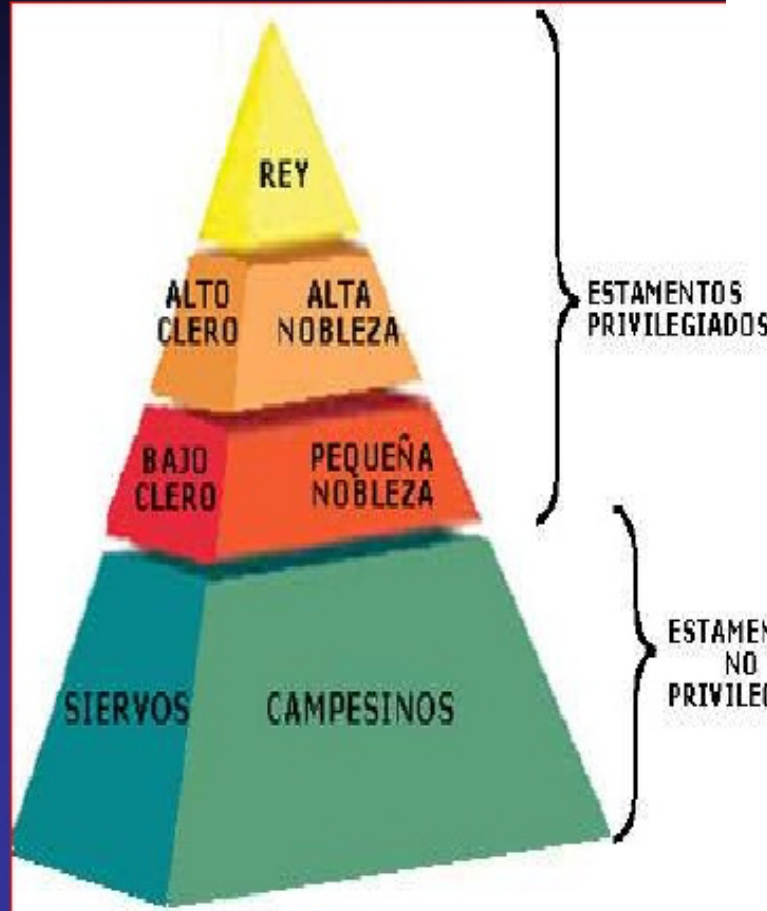 REY
ALTO
CLERO
ALTA
NOBLEZA
BAJO
CLERO
PEQUEÑA
NOBLEZA
SIERVOS
CAMPESINOS
ESTAMENTOS
PRIVILEGIADOS
NO